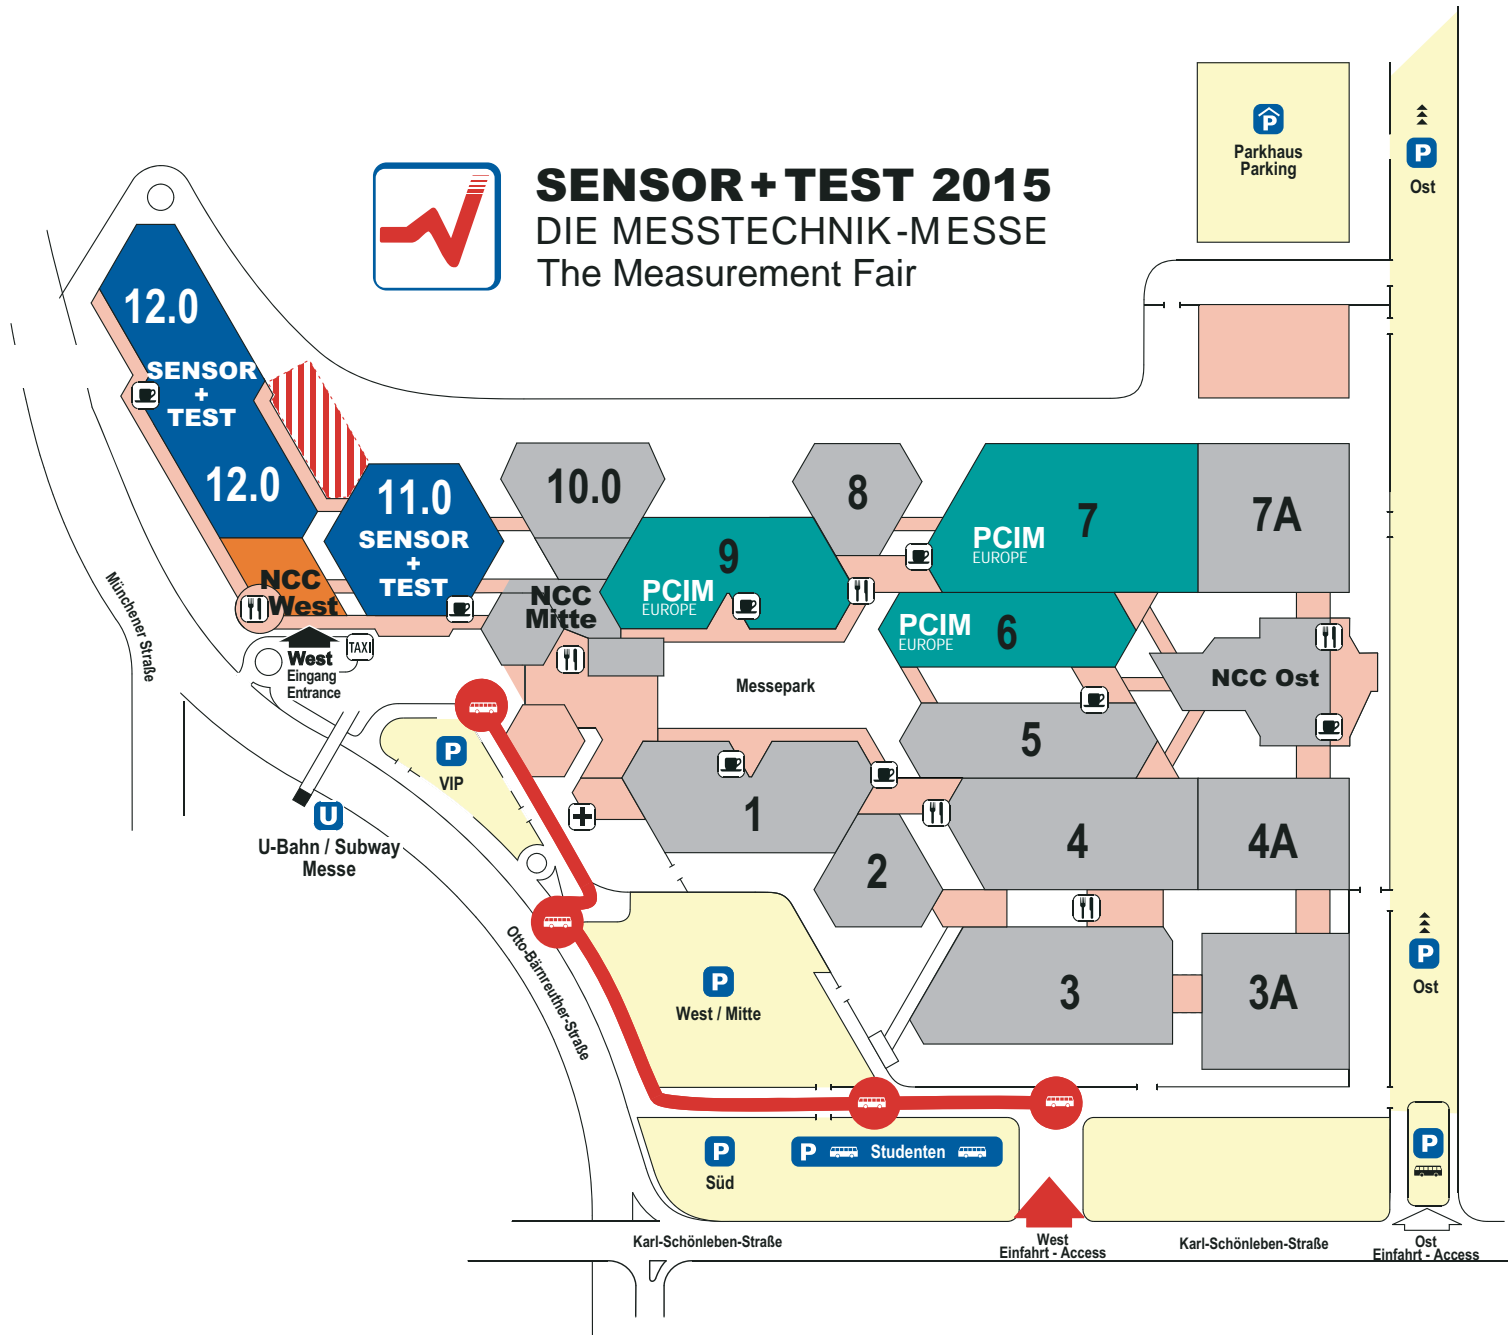 SENSOR+TEST 2015
DIE MESSTECHNIK-MESSE
The Measurement Fair
P
Parkhaus
Parking
P
Ost
12.0
SENSOR
+
TEST
12.0
11.0
SENSOR
+
TEST
10.0
8
7
PCIM
EUROPE
7A
9
PCIM
EUROPE
NCC
West
NCC
Mitte
PCIM
EUROPE
6
Münchener Straße
West
Eingang
Entrance
TAXI
Messepark
NCC Ost
5
P
VIP
U
U-Bahn / Subway
Messe
1
2
4
4A
Otto-Bärnreuther-Straße
P
West / Mitte
3
3A
P
Ost
P
Süd
P Studenten
P
Karl-Schönleben-Straße
West
Einfahrt - Access
Karl-Schönleben-Straße
Ost
Einfahrt - Access